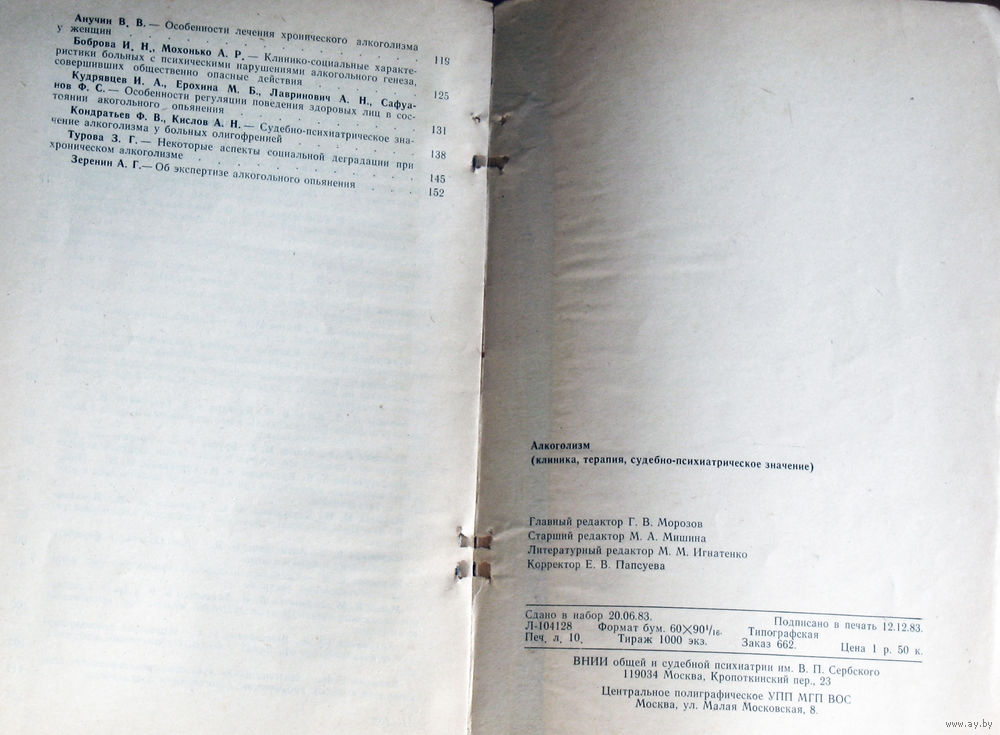 Анучин В. В. — Особенности лечения хронического алкоголизма
у женщин . . . . . . . . . . . . . 119
Боброва И. Н., Мохонько А. Р. — Клинико-социальные характе-
ристики больных с психическими нарушениями алкогольного генеза,
совершивших общественно опасные действия . . . . . 125
Кудрявцев И. А., Ерохина М. Б., Лавринович А. Н., Сафуа-
нов Ф. С. — Особенности регуляции поведения здоровых лиц в сос-
тоянии акогольного опьянения . . . . . . . . 131
Кондратьев Ф. В., Кислов А. Н. — Судебно-психиатрическое зна-
чение алкоголизма у больных олигофренией . . . . . 138
Турова З. Г. — Некоторые аспекты социальной деградации при
хроническом алкоголизме . . . . . . . . . 145
Зеренин А. Г. — Об экспертизе алкогольного опьянения . . . 152
Алкоголизм
(клиника, терапия, судебно-психиатрическое значение)
Главный редактор Г. В. Морозов
Старший редактор М. А. Мишина
Литературный редактор М. М. Игнатенко
Корректор Е. В. Папсуева
Сдано в набор 20.06.83. Подписано в печать 12.12.83.
Л-104128 Формат бум. 60×90¹/₁₆. Типографская
Печ. л. 10. Тираж 1000 экз. Заказ 662. Цена 1 р. 50 к.
ВНИИ общей и судебной психиатрии им. В. П. Сербского
119034 Москва, Кропоткинский пер., 23
Центральное полиграфическое УПП МГП ВОС
Москва, ул. Малая Московская, 8.
www.ay.by